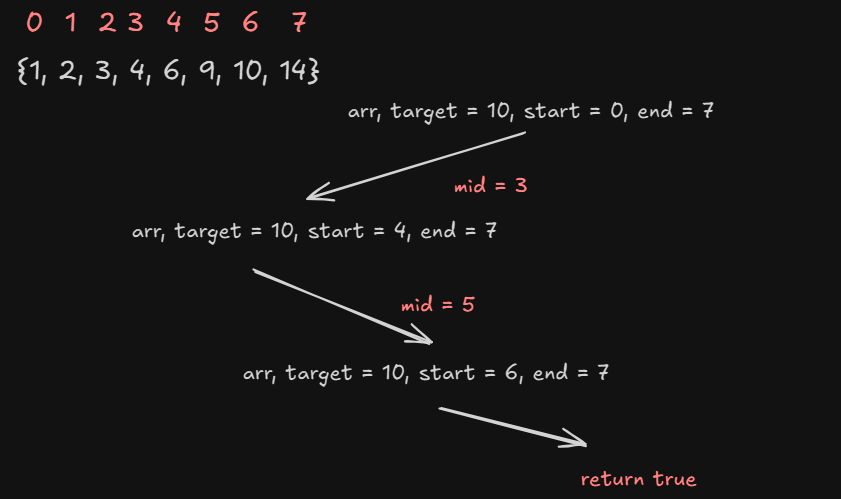 0 1 2 3 4 5 6 7
{1, 2, 3, 4, 6, 9, 10, 14}
arr, target = 10, start = 0, end = 7
mid = 3
arr, target = 10, start = 4, end = 7
mid = 5
arr, target = 10, start = 6, end = 7
return true